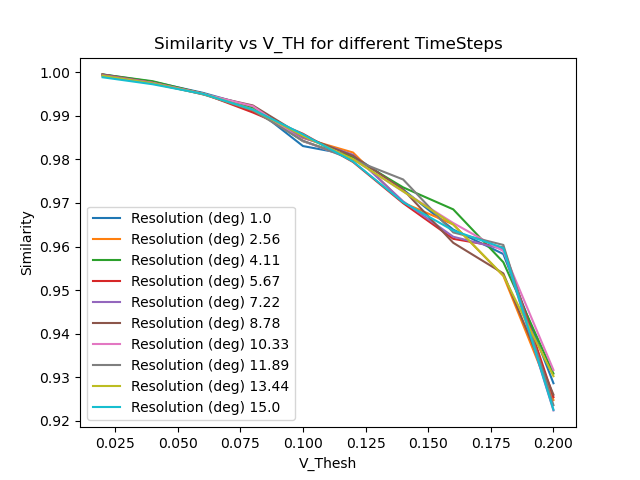 Similarity vs V_TH for different TimeSteps
1.00
0.99
0.98
0.97
0.96
0.95
0.94
0.93
0.92
Similarity
Resolution (deg) 1.0
Resolution (deg) 2.56
Resolution (deg) 4.11
Resolution (deg) 5.67
Resolution (deg) 7.22
Resolution (deg) 8.78
Resolution (deg) 10.33
Resolution (deg) 11.89
Resolution (deg) 13.44
Resolution (deg) 15.0
0.025 0.050 0.075 0.100 0.125 0.150 0.175 0.200
V_Thesh